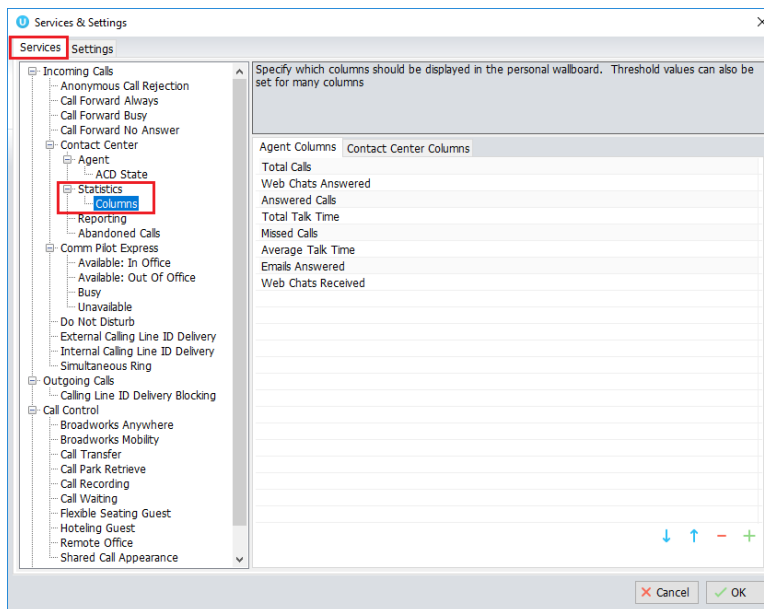 Services & Settings
Services Settings
Incoming Calls
Anonymous Call Rejection
Call Forward Always
Call Forward Busy
Call Forward No Answer
Contact Center
Agent
ACD State
Statistics
Columns
Reporting
Abandoned Calls
Comm Pilot Express
Available: In Office
Available: Out Of Office
Busy
Unavailable
Do Not Disturb
External Calling Line ID Delivery
Internal Calling Line ID Delivery
Simultaneous Ring
Outgoing Calls
Calling Line ID Delivery Blocking
Call Control
Broadworks Anywhere
Broadworks Mobility
Call Transfer
Call Park Retrieve
Call Recording
Call Waiting
Flexible Seating Guest
Hoteling Guest
Remote Office
Shared Call Appearance
Specify which columns should be displayed in the personal wallboard. Threshold values can also be
set for many columns
Agent Columns Contact Center Columns
Total Calls
Web Chats Answered
Answered Calls
Total Talk Time
Missed Calls
Average Talk Time
Emails Answered
Web Chats Received
Cancel OK